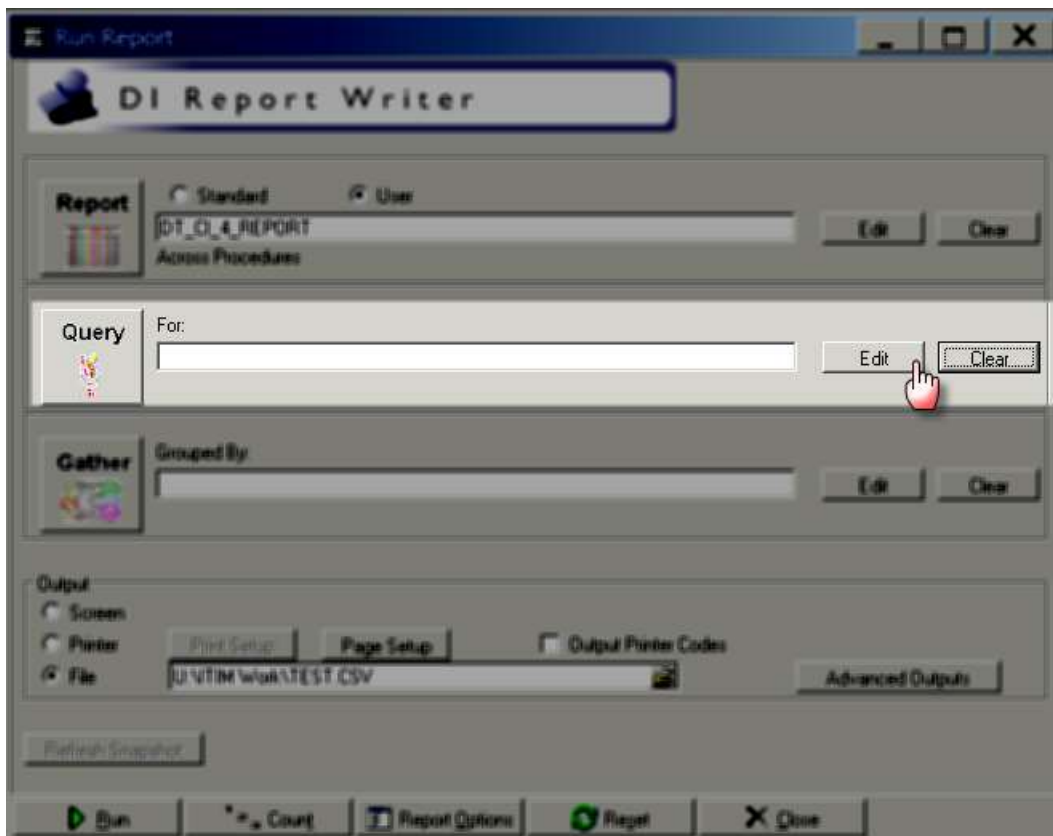 Run Report
DI Report Writer
Report
Standard User
DT_CI_4_REPORT
Edit Clear
Across Procedures
Query
For:
Edit Clear
Gather
Grouped By:
Edit Clear
Output
Screen
Printer Print Setup Page Setup Output Printer Codes
File U:\TIM Work\TEST.CSV Advanced Outputs
Refresh Snapshot
Run Count Report Options Reset Close